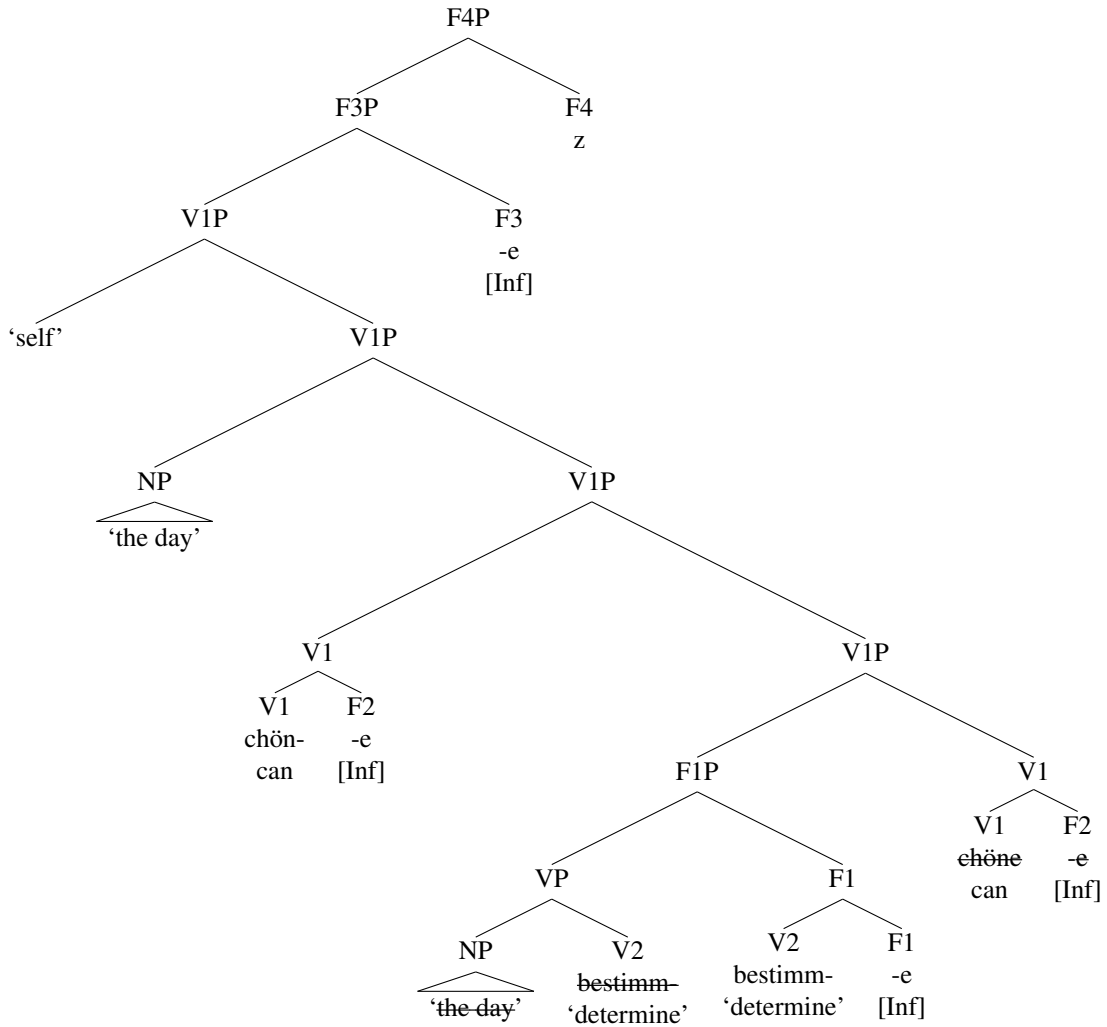 F4P
F3P F4
z
V1P F3
-e
[Inf]
‘self’ V1P
NP V1P
‘the day’
V1 V1P
V1 F2
chön- -e
can [Inf]
F1P V1
V1 F2
chöne -e
can [Inf]
VP F1
NP V2 V2 F1
‘the day’ bestimm- bestimm- -e
‘determine’ ‘determine’ [Inf]